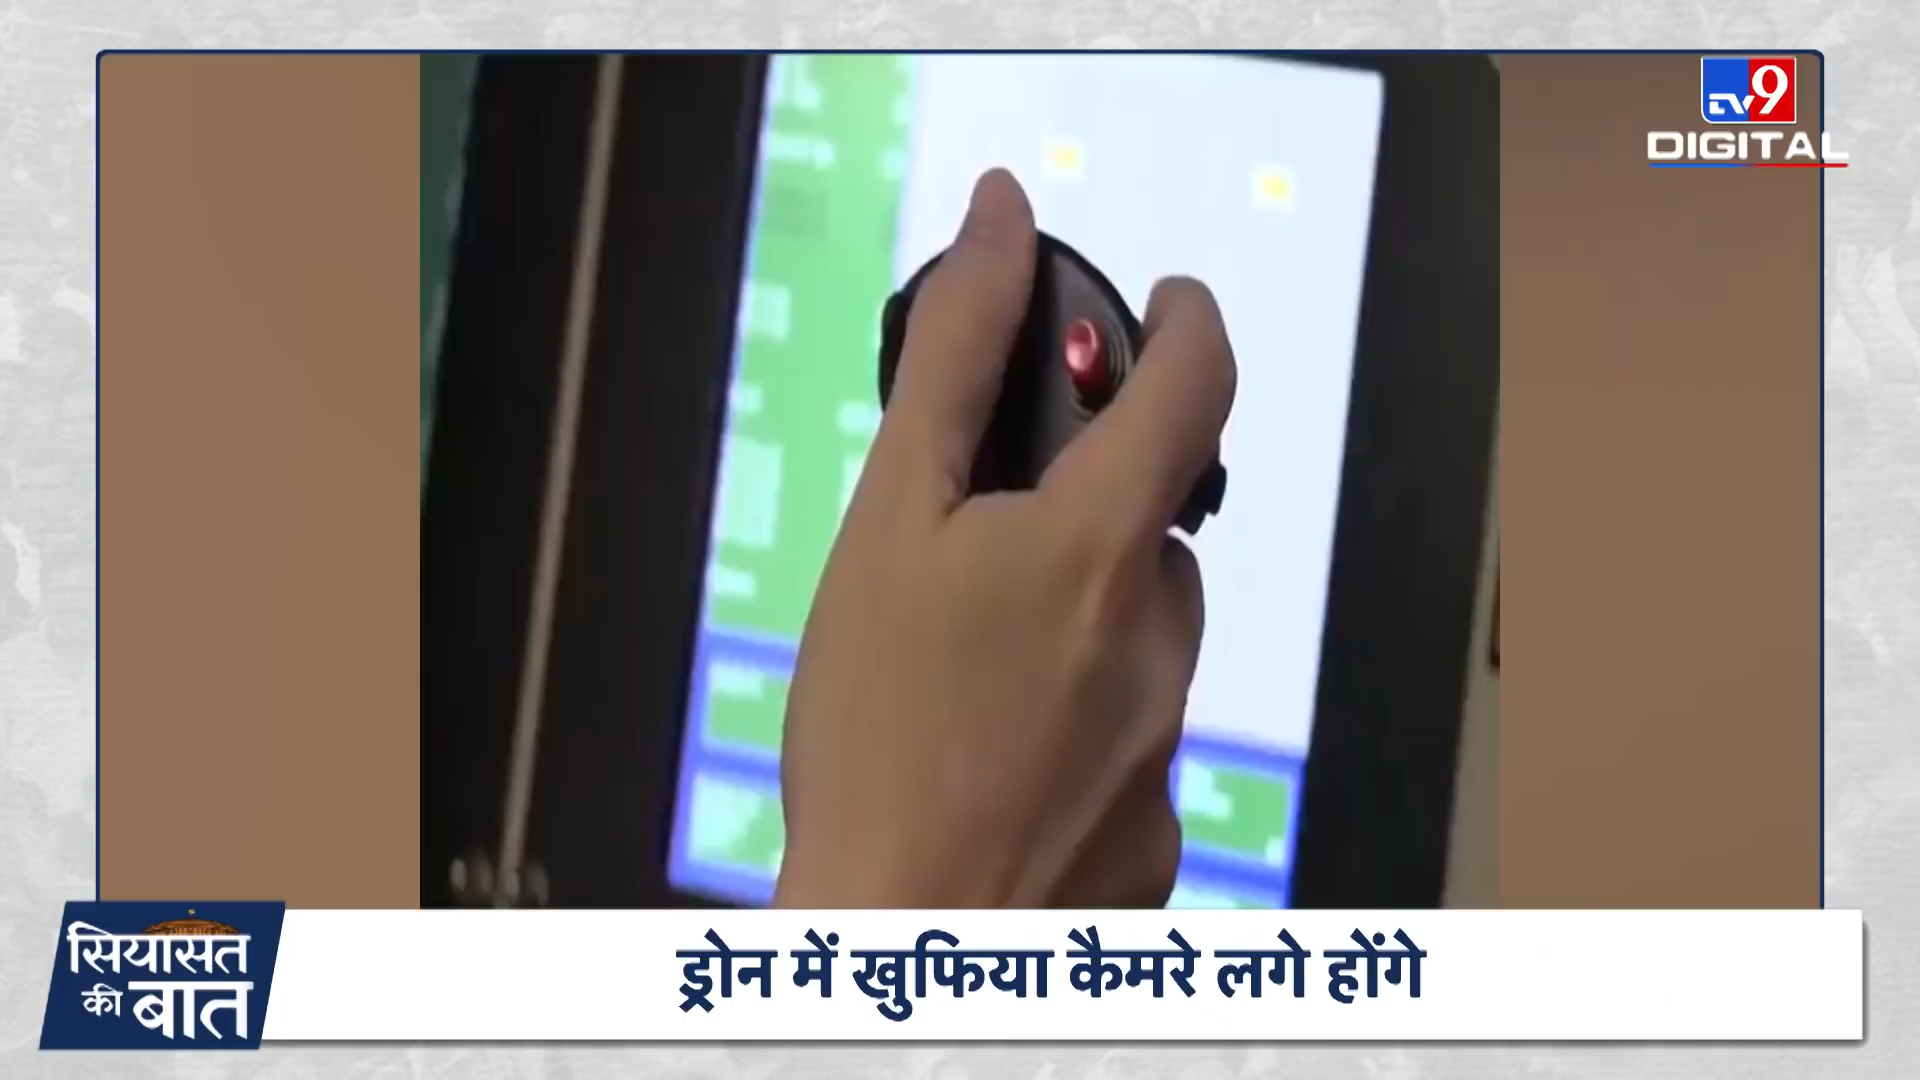 TV9
DIGITAL
सियासत
की बात
ड्रोन में खुफिया कैमरे लगे होंगे